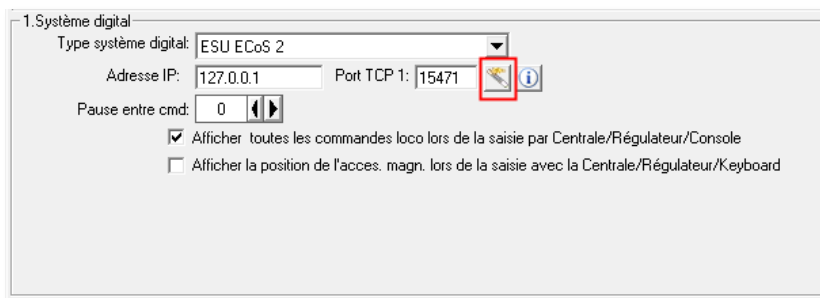 1.Système digital
Type système digital: ESU ECoS 2
Adresse IP: 127.0.0.1 Port TCP 1: 15471
Pause entre cmd: 0
Afficher toutes les commandes loco lors de la saisie par Centrale/Régulateur/Console
Afficher la position de l'acces. magn. lors de la saisie avec la Centrale/Régulateur/Keyboard